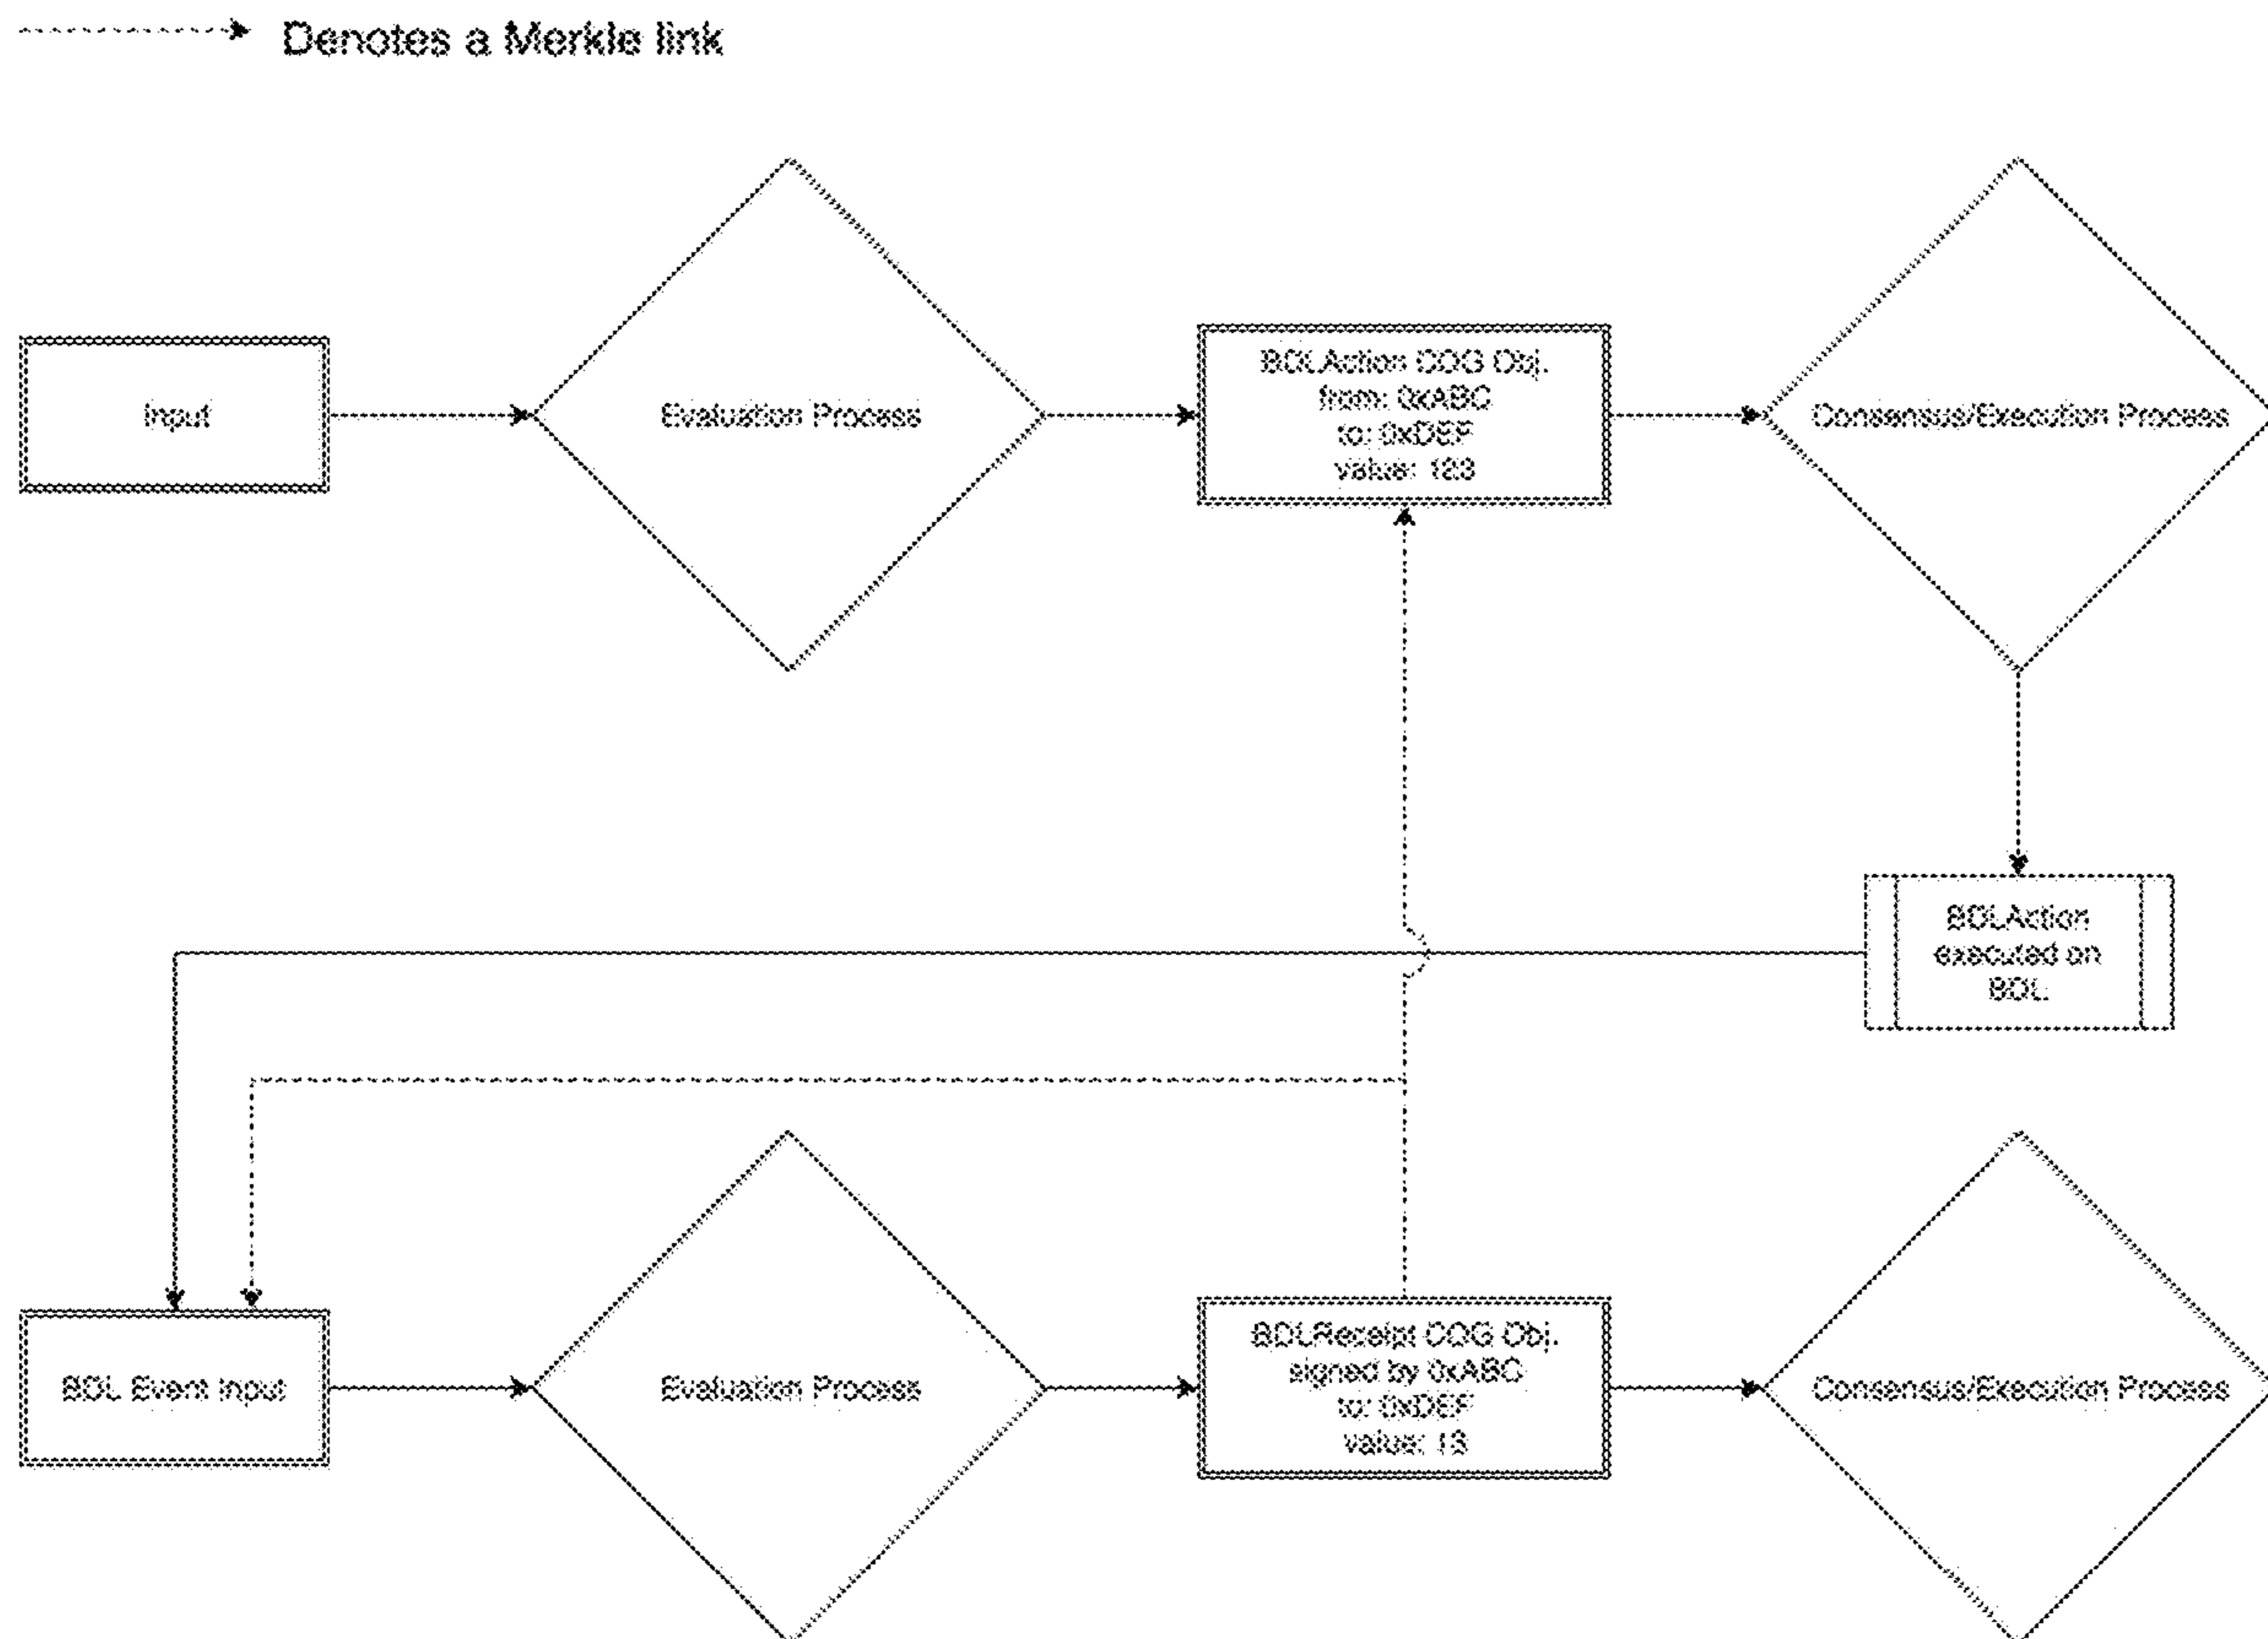 Denotes a Merkle link
Input
Evaluation Process
BDLAction COG Obj.
from: 0xABC
to: 0xDEF
value: 123
Consensus/Execution Process
BDLAction
executed on
BDL
BDL Event Input
Evaluation Process
BDLReceipt COG Obj.
signed by 0xABC
to: 0xDEF
value:
Consensus/Execution Process